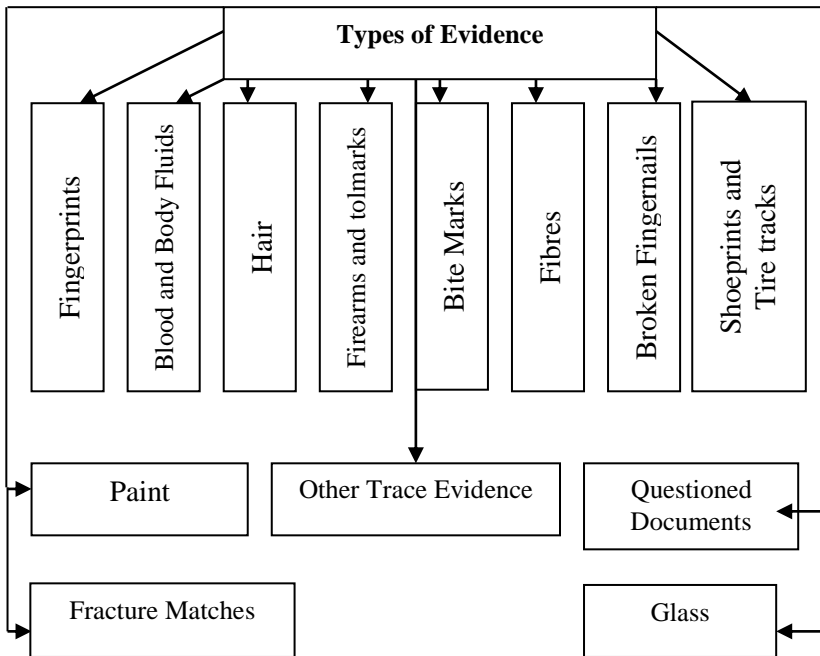 Types of Evidence
Fingerprints
Blood and Body Fluids
Hair
Firearms and tolmarks
Bite Marks
Fibres
Broken Fingernails
Shoeprints and
Tire tracks
Paint
Other Trace Evidence
Questioned
Documents
Fracture Matches
Glass